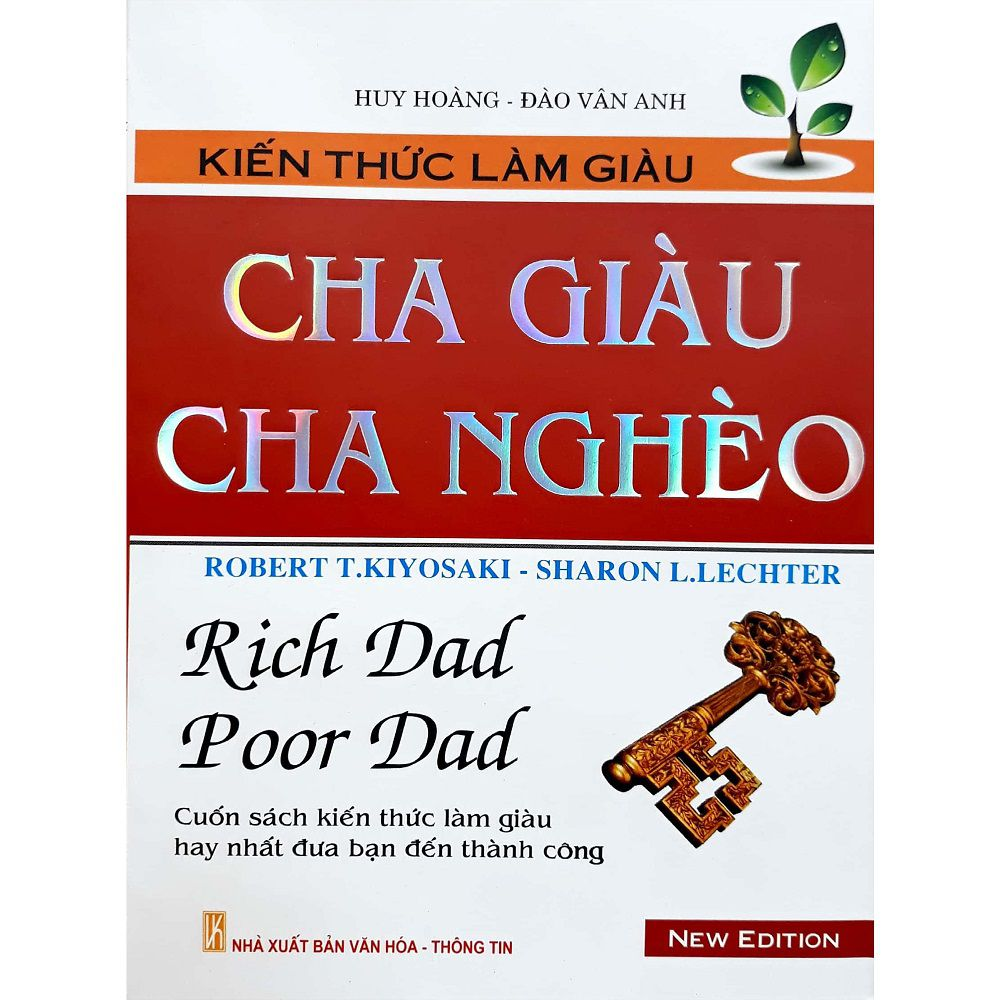 HUY HOÀNG - ĐÀO VÂN ANH
KIẾN THỨC LÀM GIÀU
CHA GIÀU
CHA NGHÈO
ROBERT T.KIYOSAKI - SHARON L.LECHTER
Rich Dad
Poor Dad
Cuốn sách kiến thức làm giàu
hay nhất đưa bạn đến thành công
NHÀ XUẤT BẢN VĂN HÓA - THÔNG TIN
NEW EDITION